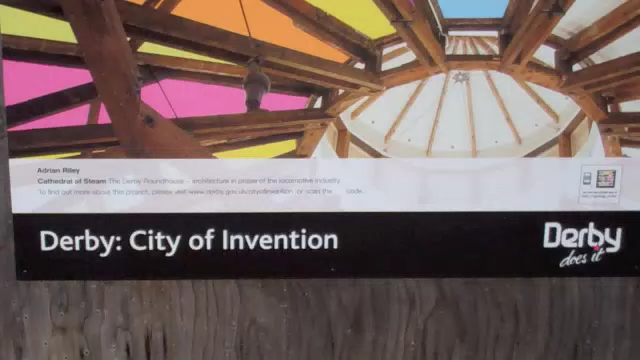 Adrian Riley
Cathedral of Steam The Derby Roundhouse – architecture in praise of the locomotive industry.
To find out more about this project, please visit www.derby.gov.uk/cityofinvention or scan the code.
Derby: City of Invention
Derby
does it